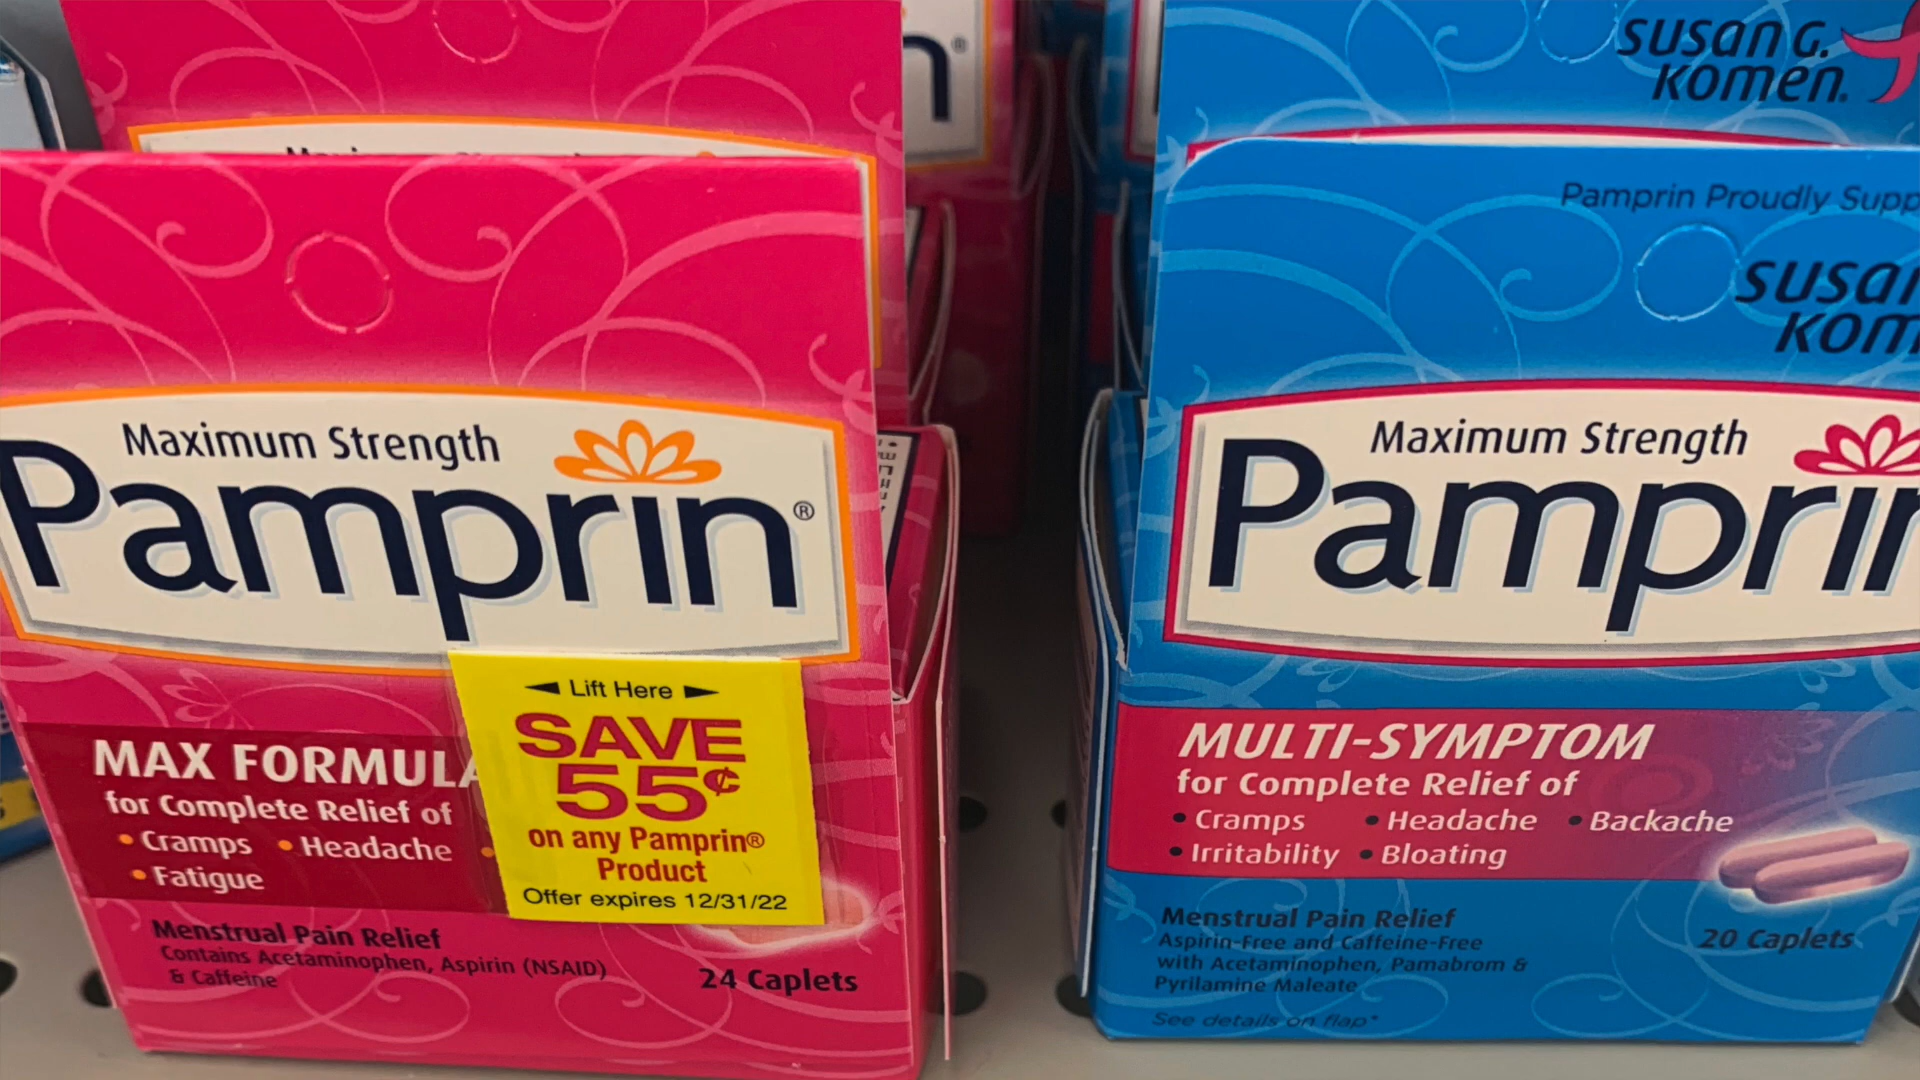 Maximum Strength
Pamprin®
Lift Here
SAVE
55¢
on any Pamprin®
Product
Offer expires 12/31/22
MAX FORMULA
for Complete Relief of
• Cramps • Headache •
• Fatigue
Menstrual Pain Relief
Contains Acetaminophen, Aspirin (NSAID)
& Caffeine
24 Caplets
n®
susan G.
komen.
Pamprin Proudly Supp
susan
kom
Maximum Strength
Pamprin
MULTI-SYMPTOM
for Complete Relief of
• Cramps • Headache • Backache
• Irritability • Bloating
Menstrual Pain Relief
Aspirin-Free and Caffeine-Free
with Acetaminophen, Pamabrom &
Pyrilamine Maleate
20 Caplets
See details on flap*